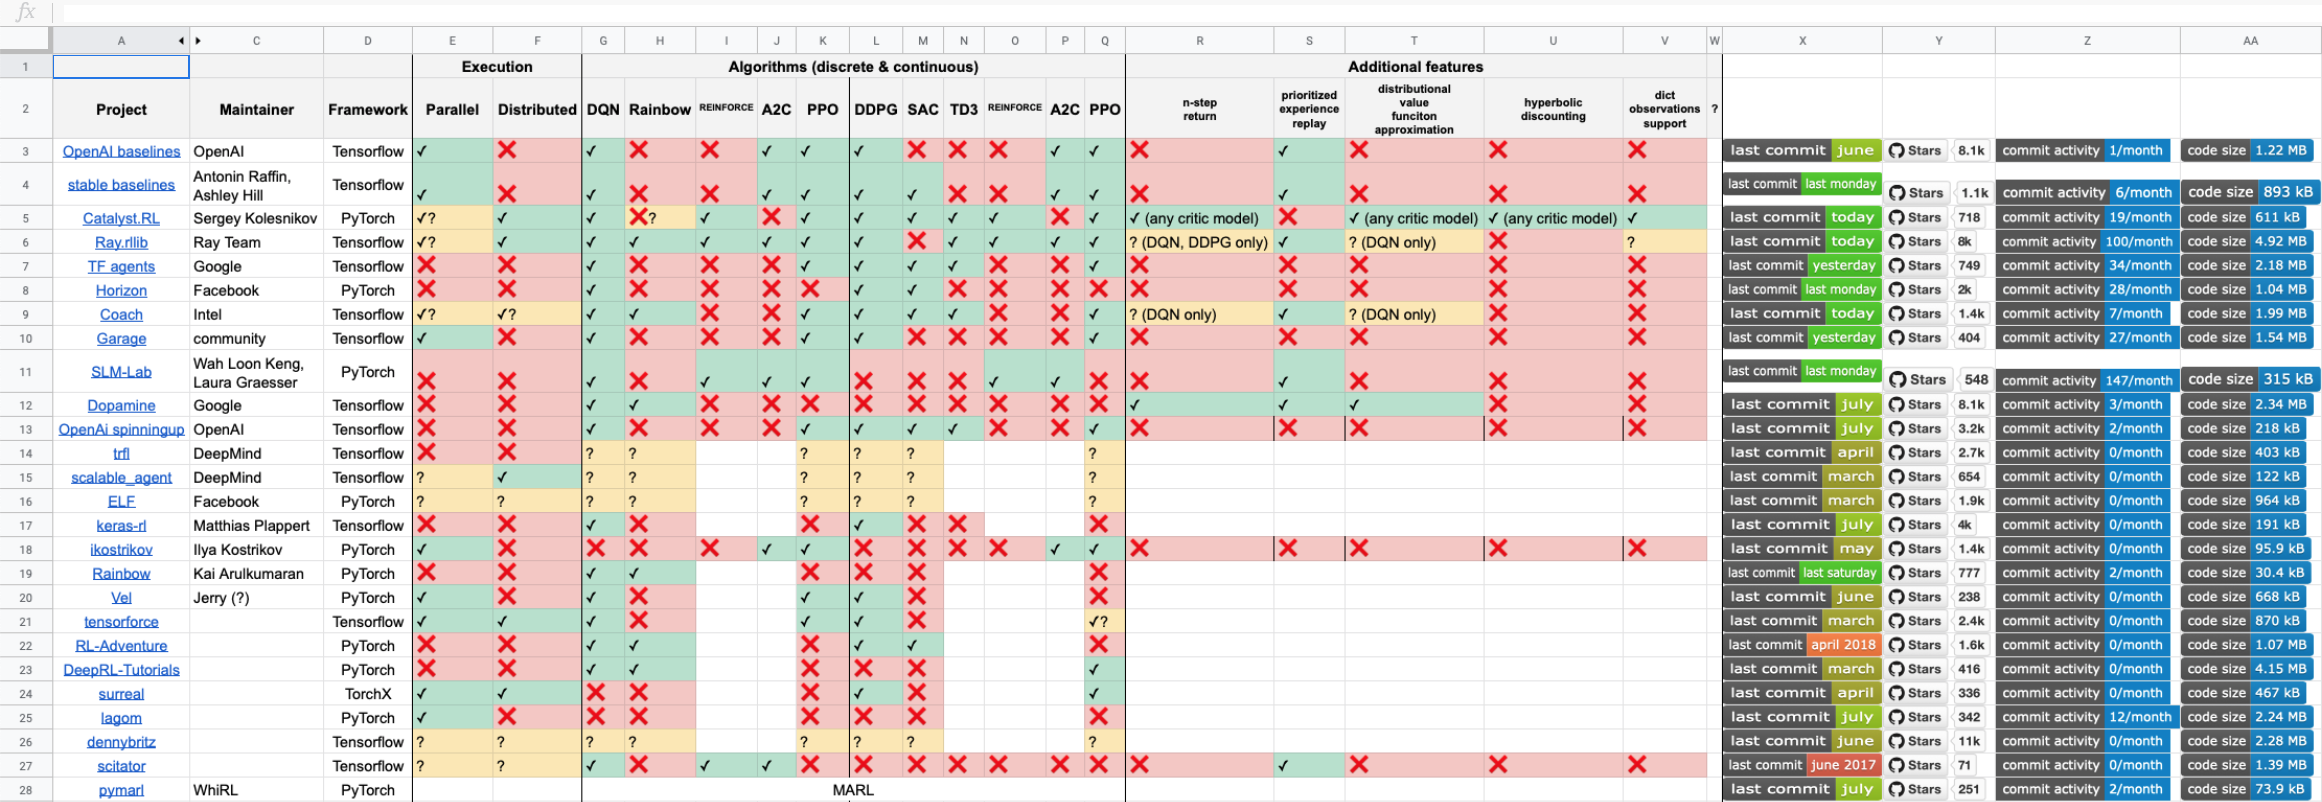 fx
A C D E F G H I J K L M N O P Q R S T U V W X Y Z AA
1 Execution Algorithms (discrete & continuous) Additional features
2 Project Maintainer Framework Parallel Distributed DQN Rainbow REINFORCE A2C PPO DDPG SAC TD3 REINFORCE A2C PPO n-step return prioritized experience replay distributional value funciton approximation hyperbolic discounting dict observations support ?
3 OpenAI baselines OpenAI Tensorflow ✓ ❌ ✓ ❌ ❌ ✓ ✓ ✓ ❌ ❌ ❌ ✓ ✓ ❌ ✓ ❌ ❌ ❌ last commit june Stars 8.1k commit activity 1/month code size 1.22 MB
4 stable baselines Antonin Raffin, Ashley Hill Tensorflow ✓ ❌ ✓ ❌ ❌ ✓ ✓ ✓ ✓ ❌ ❌ ✓ ✓ ❌ ✓ ❌ ❌ ❌ last commit last monday Stars 1.1k commit activity 6/month code size 893 kB
5 Catalyst.RL Sergey Kolesnikov PyTorch ✓? ✓ ✓ ❌? ✓ ❌ ✓ ✓ ✓ ✓ ✓ ❌ ✓ ✓ (any critic model) ❌ ✓ (any critic model) ✓ (any critic model) ✓ last commit today Stars 718 commit activity 19/month code size 611 kB
6 Ray.rllib Ray Team Tensorflow ✓? ✓ ✓ ✓ ✓ ✓ ✓ ✓ ❌ ✓ ✓ ✓ ✓ ? (DQN, DDPG only) ✓ ? (DQN only) ❌ ? last commit today Stars 8k commit activity 100/month code size 4.92 MB
7 TF agents Google Tensorflow ❌ ❌ ✓ ❌ ❌ ❌ ✓ ✓ ✓ ✓ ❌ ❌ ✓ ❌ ❌ ❌ ❌ ❌ last commit yesterday Stars 749 commit activity 34/month code size 2.18 MB
8 Horizon Facebook PyTorch ❌ ❌ ✓ ❌ ❌ ❌ ❌ ✓ ✓ ❌ ❌ ❌ ❌ ❌ ❌ ❌ ❌ ❌ last commit last monday Stars 2k commit activity 28/month code size 1.04 MB
9 Coach Intel Tensorflow ✓? ✓? ✓ ✓ ❌ ❌ ✓ ✓ ✓ ✓ ❌ ❌ ✓ ? (DQN only) ✓ ? (DQN only) ❌ ❌ last commit today Stars 1.4k commit activity 7/month code size 1.99 MB
10 Garage community Tensorflow ✓ ❌ ✓ ❌ ❌ ❌ ✓ ✓ ❌ ❌ ❌ ❌ ✓ ❌ ❌ ❌ ❌ ❌ last commit yesterday Stars 404 commit activity 27/month code size 1.54 MB
11 SLM-Lab Wah Loon Keng, Laura Graesser PyTorch ❌ ❌ ✓ ❌ ✓ ✓ ✓ ❌ ❌ ❌ ✓ ✓ ❌ ❌ ✓ ❌ ❌ ❌ last commit last monday Stars 548 commit activity 147/month code size 315 kB
12 Dopamine Google Tensorflow ❌ ❌ ✓ ✓ ❌ ❌ ❌ ❌ ❌ ❌ ❌ ❌ ❌ ✓ ✓ ✓ ❌ ❌ last commit july Stars 8.1k commit activity 3/month code size 2.34 MB
13 OpenAi spinningup OpenAI Tensorflow ❌ ❌ ✓ ❌ ❌ ❌ ✓ ✓ ✓ ✓ ❌ ❌ ✓ ❌ ❌ ❌ ❌ ❌ last commit july Stars 3.2k commit activity 2/month code size 218 kB
14 trfl DeepMind Tensorflow ❌ ❌ ? ? ? ? ? ? last commit april Stars 2.7k commit activity 0/month code size 403 kB
15 scalable_agent DeepMind Tensorflow ? ✓ ? ? ? ? ? ? last commit march Stars 654 commit activity 0/month code size 122 kB
16 ELF Facebook PyTorch ? ? ? ? ? ? ? ? last commit march Stars 1.9k commit activity 0/month code size 964 kB
17 keras-rl Matthias Plappert Tensorflow ❌ ❌ ✓ ❌ ❌ ✓ ❌ ❌ ❌ last commit july Stars 4k commit activity 0/month code size 191 kB
18 ikostrikov Ilya Kostrikov PyTorch ✓ ❌ ❌ ❌ ❌ ✓ ✓ ❌ ❌ ❌ ❌ ✓ ✓ ❌ ❌ ❌ ❌ ❌ last commit may Stars 1.4k commit activity 0/month code size 95.9 kB
19 Rainbow Kai Arulkumaran PyTorch ❌ ❌ ✓ ✓ ❌ ❌ ❌ ❌ last commit last saturday Stars 777 commit activity 2/month code size 30.4 kB
20 Vel Jerry (?) PyTorch ✓ ❌ ✓ ❌ ✓ ✓ ❌ ❌ last commit june Stars 238 commit activity 0/month code size 668 kB
21 tensorforce Tensorflow ✓ ✓ ✓ ❌ ✓ ✓ ❌ ✓? last commit march Stars 2.4k commit activity 0/month code size 870 kB
22 RL-Adventure PyTorch ❌ ❌ ✓ ✓ ❌ ✓ ✓ ❌ last commit april 2018 Stars 1.6k commit activity 0/month code size 1.07 MB
23 DeepRL-Tutorials PyTorch ❌ ❌ ✓ ✓ ❌ ❌ ❌ ✓ last commit march Stars 416 commit activity 0/month code size 4.15 MB
24 surreal TorchX ✓ ✓ ❌ ❌ ❌ ✓ ❌ ✓ last commit april Stars 336 commit activity 0/month code size 467 kB
25 lagom PyTorch ✓ ❌ ❌ ❌ ❌ ❌ ❌ ❌ last commit july Stars 342 commit activity 12/month code size 2.24 MB
26 dennybritz Tensorflow ? ? ? ? ? ? ? ? last commit june Stars 11k commit activity 0/month code size 2.28 MB
27 scitator Tensorflow ? ? ✓ ❌ ✓ ✓ ❌ ❌ ❌ ❌ ❌ ❌ ❌ ❌ ✓ ❌ ❌ ❌ last commit june 2017 Stars 71 commit activity 0/month code size 1.39 MB
28 pymarl WhiRL PyTorch MARL last commit july Stars 251 commit activity 2/month code size 73.9 kB